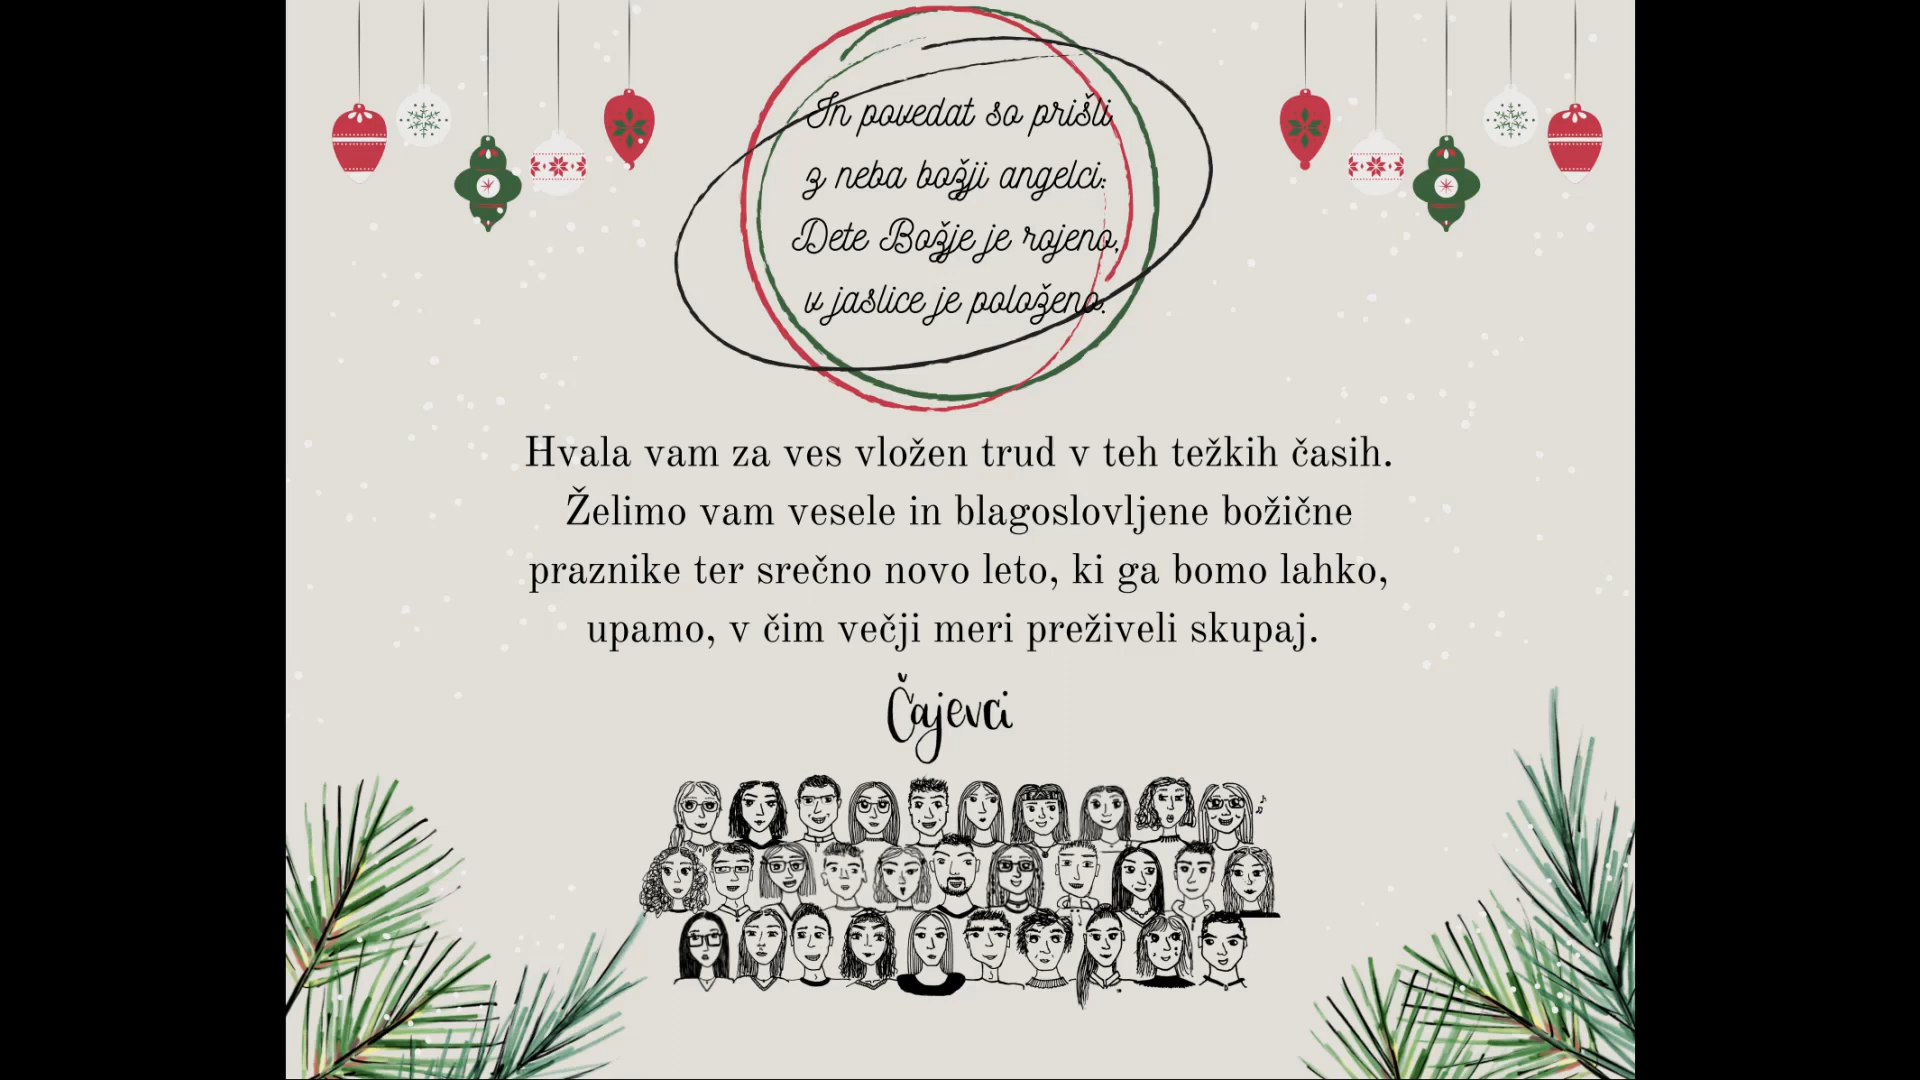 In povedat so prišli
z neba božji angelci:
Dete Božje je rojeno,
v jaslice je položeno.
Hvala vam za ves vložen trud v teh težkih časih.
Želimo vam vesele in blagoslovljene božične
praznike ter srečno novo leto, ki ga bomo lahko,
upamo, v čim večji meri preživeli skupaj.
Čajevci